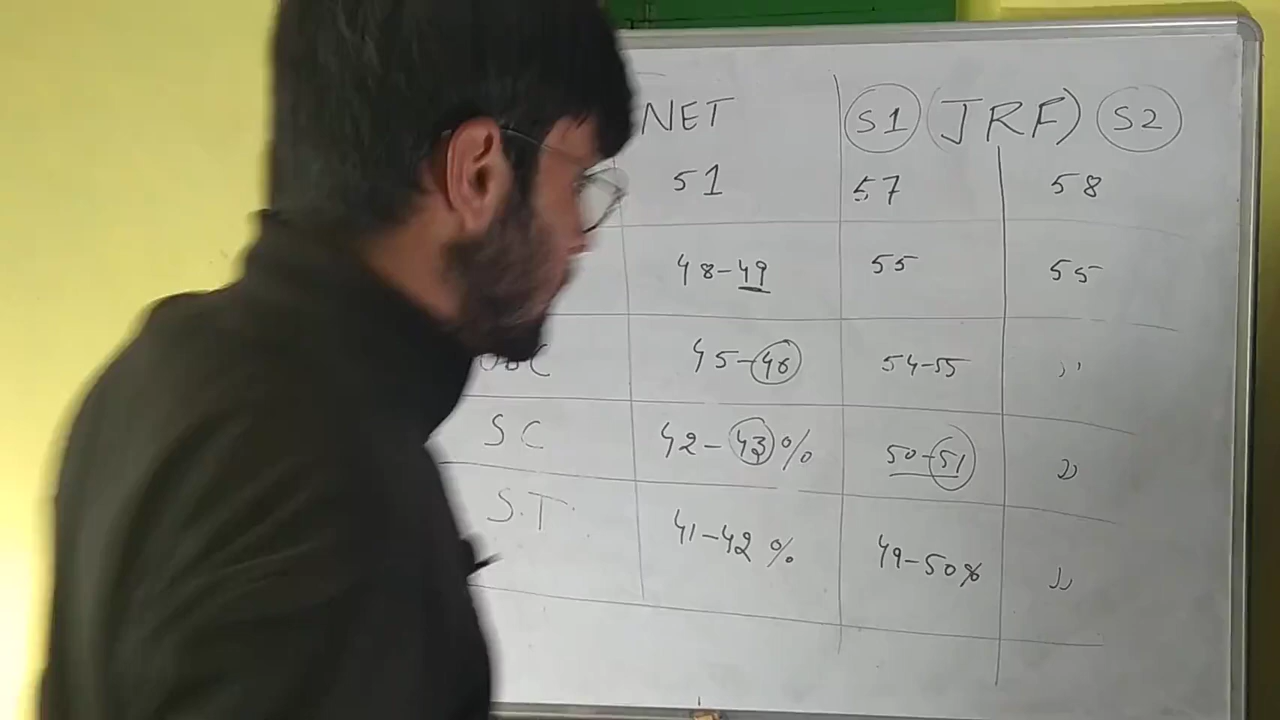 NET S1 (JRF) S2
51 57 58
48-49 55 55
OBC 45-46 54-55 ,,
SC 42-43% 50-51 ,,
S.T 41-42% 49-50% ,,